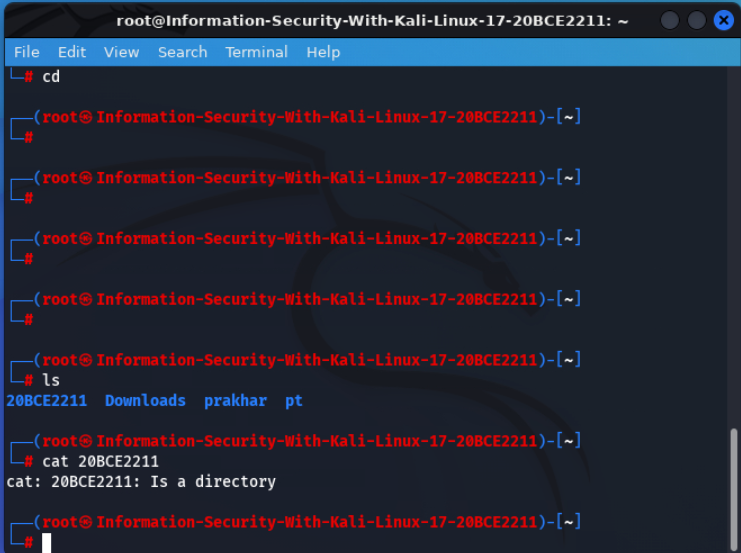 root@Information-Security-With-Kali-Linux-17-20BCE2211: ~
File Edit View Search Terminal Help
└─# cd
┌──(root㉿Information-Security-With-Kali-Linux-17-20BCE2211)-[~]
└─#
┌──(root㉿Information-Security-With-Kali-Linux-17-20BCE2211)-[~]
└─#
┌──(root㉿Information-Security-With-Kali-Linux-17-20BCE2211)-[~]
└─#
┌──(root㉿Information-Security-With-Kali-Linux-17-20BCE2211)-[~]
└─#
┌──(root㉿Information-Security-With-Kali-Linux-17-20BCE2211)-[~]
└─# ls
20BCE2211 Downloads prakhar pt
┌──(root㉿Information-Security-With-Kali-Linux-17-20BCE2211)-[~]
└─# cat 20BCE2211
cat: 20BCE2211: Is a directory
┌──(root㉿Information-Security-With-Kali-Linux-17-20BCE2211)-[~]
└─#